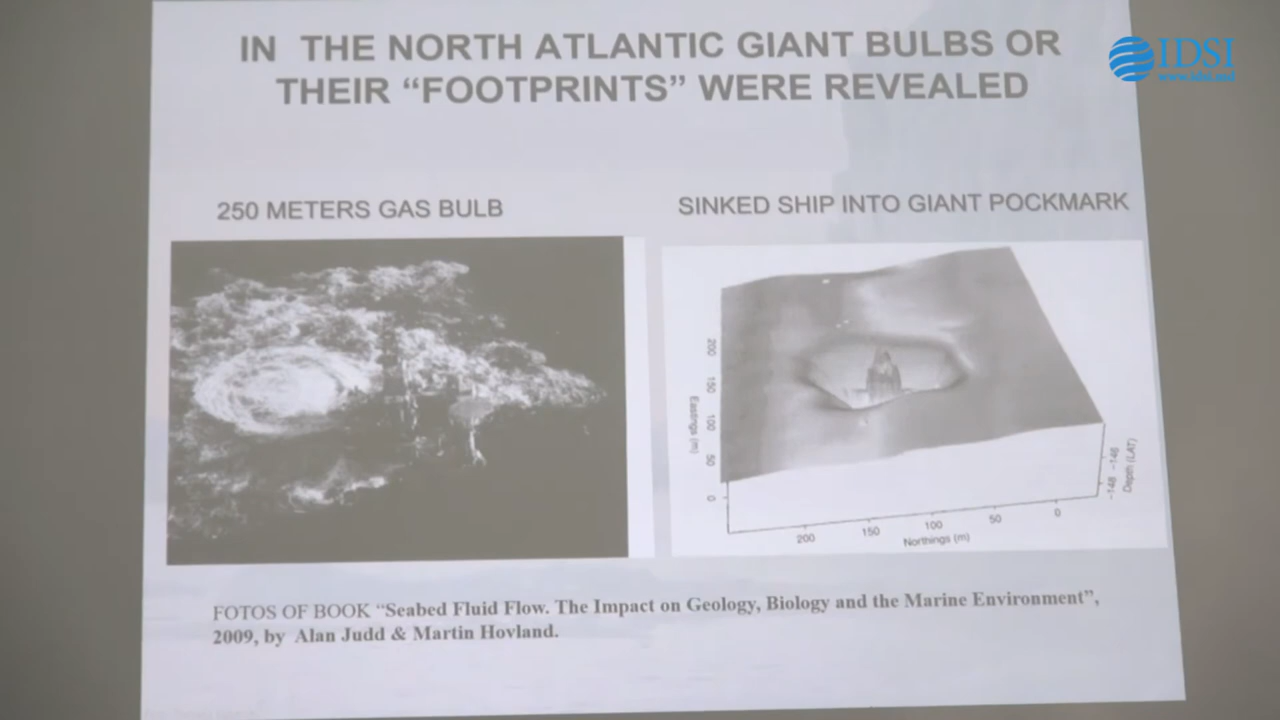 IN THE NORTH ATLANTIC GIANT BULBS OR
THEIR “FOOTPRINTS” WERE REVEALED
IDSI
www.idsi.md
250 METERS GAS BULB
SINKED SHIP INTO GIANT POCKMARK
200
150
100
50
0
Eastings (m)
200
150
100
50
0
Northings (m)
-146
-148
Depth (LAT)
FOTOS OF BOOK “Seabed Fluid Flow. The Impact on Geology, Biology and the Marine Environment”,
2009, by Alan Judd & Martin Hovland.